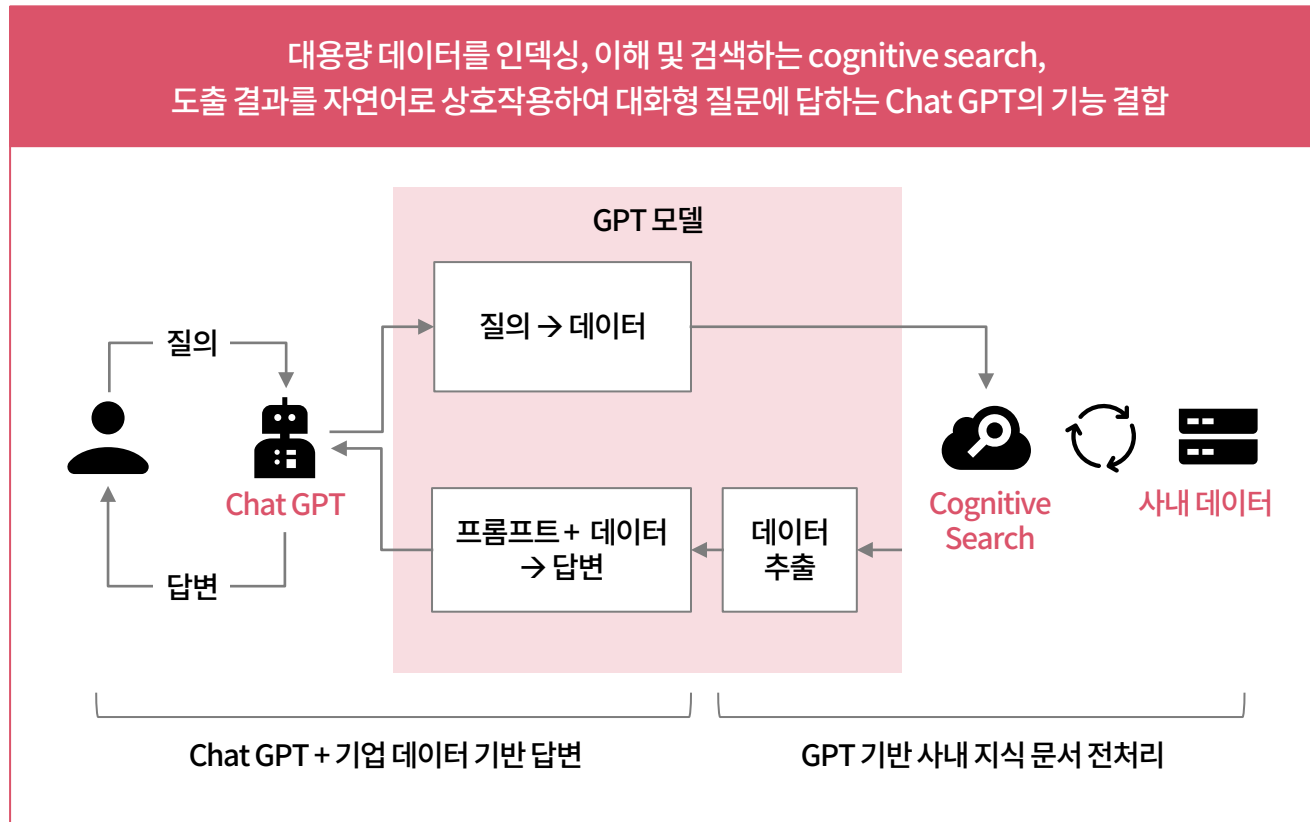 대용량 데이터를 인덱싱, 이해 및 검색하는 cognitive search,
도출 결과를 자연어로 상호작용하여 대화형 질문에 답하는 Chat GPT의 기능 결합
GPT 모델
질의 → 데이터
질의
Chat GPT
답변
프롬프트 + 데이터
→ 답변
데이터
추출
Cognitive
Search
사내 데이터
Chat GPT + 기업 데이터 기반 답변
GPT 기반 사내 지식 문서 전처리